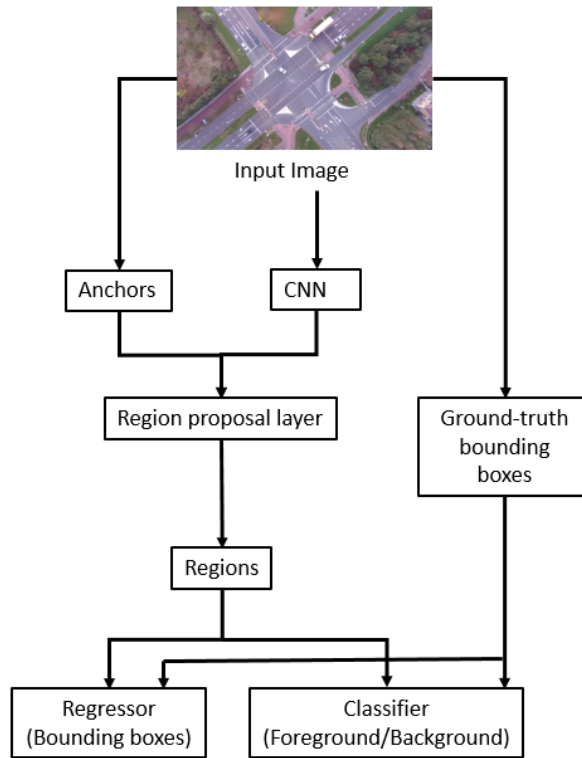 Input Image
Anchors
CNN
Region proposal layer
Ground-truth
bounding
boxes
Regions
Regressor
(Bounding boxes)
Classifier
(Foreground/Background)